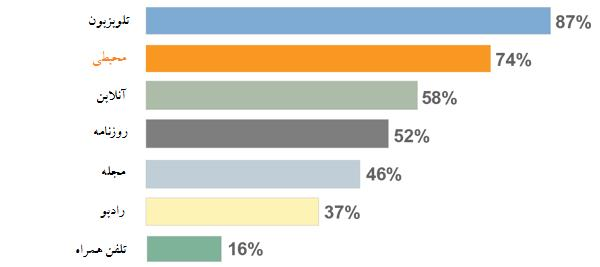 تلویزیون 87%
محیطی 74%
آنلاین 58%
روزنامه 52%
مجله 46%
رادیو 37%
تلفن همراه 16%